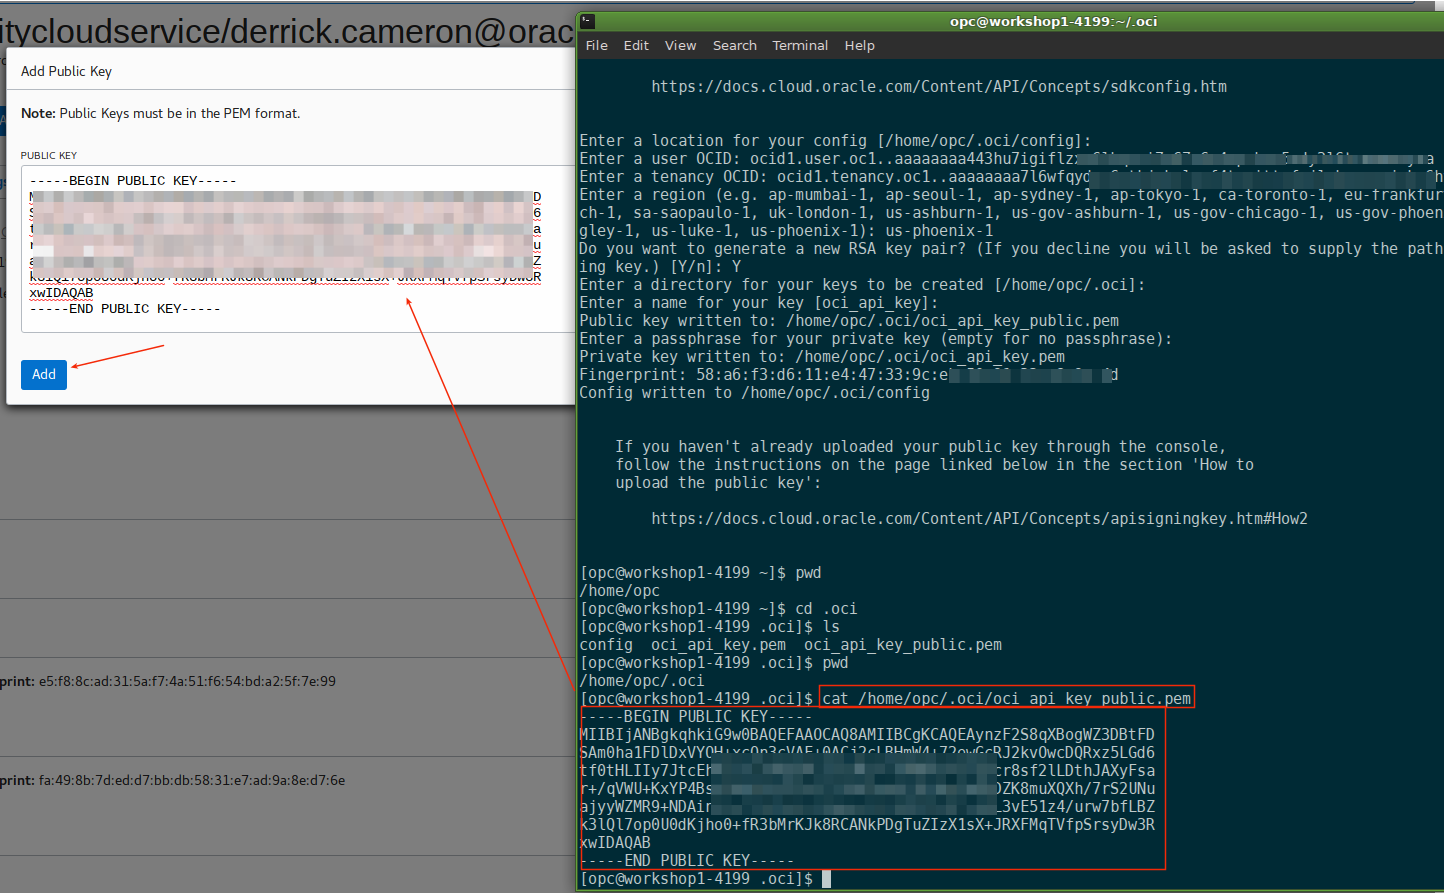 itycloudservice/derrick.cameron@orac
Add Public Key
Note: Public Keys must be in the PEM format.
PUBLIC KEY
-----BEGIN PUBLIC KEY-----
D
6
a
u
Z
R
xwIDAQAB
-----END PUBLIC KEY-----
Add
print: e5:f8:8c:ad:31:5a:f7:4a:51:f6:54:bd:a2:5f:7e:99
print: fa:49:8b:7d:ed:d7:bb:db:58:31:e7:ad:9a:8e:d7:6e
opc@workshop1-4199:~/.oci
File Edit View Search Terminal Help
https://docs.cloud.oracle.com/Content/API/Concepts/sdkconfig.htm
Enter a location for your config [/home/opc/.oci/config]:
Enter a user OCID: ocid1.user.oc1..aaaaaaaa443hu7igiflzx
Enter a tenancy OCID: ocid1.tenancy.oc1..aaaaaaaa7l6wfqyd
Enter a region (e.g. ap-mumbai-1, ap-seoul-1, ap-sydney-1, ap-tokyo-1, ca-toronto-1, eu-frankfur
ch-1, sa-saopaulo-1, uk-london-1, us-ashburn-1, us-gov-ashburn-1, us-gov-chicago-1, us-gov-phoen
gley-1, us-luke-1, us-phoenix-1): us-phoenix-1
Do you want to generate a new RSA key pair? (If you decline you will be asked to supply the path
ing key.) [Y/n]: Y
Enter a directory for your keys to be created [/home/opc/.oci]:
Enter a name for your key [oci_api_key]:
Public key written to: /home/opc/.oci/oci_api_key_public.pem
Enter a passphrase for your private key (empty for no passphrase):
Private key written to: /home/opc/.oci/oci_api_key.pem
Fingerprint: 58:a6:f3:d6:11:e4:47:33:9c:e
Config written to /home/opc/.oci/config
If you haven't already uploaded your public key through the console,
follow the instructions on the page linked below in the section 'How to
upload the public key':
https://docs.cloud.oracle.com/Content/API/Concepts/apisigningkey.htm#How2
[opc@workshop1-4199 ~]$ pwd
/home/opc
[opc@workshop1-4199 ~]$ cd .oci
[opc@workshop1-4199 .oci]$ ls
config  oci_api_key.pem  oci_api_key_public.pem
[opc@workshop1-4199 .oci]$ pwd
/home/opc/.oci
[opc@workshop1-4199 .oci]$ cat /home/opc/.oci/oci_api_key_public.pem
-----BEGIN PUBLIC KEY-----
MIIBIjANBgkqhkiG9w0BAQEFAAOCAQ8AMIIBCgKCAQEAynzF2S8qXBogWZ3DBtFD
SAm0ha1FDlDxVYQH+xcOn3cVAF+0ACj2cLBHmW4+72owGcRJ2kvOwcDQRxz5LGd6
tf0tHLIIy7JtcEh cr8sf2lLDthJAXyFsa
r+/qVWU+KxYP4Bs DZK8muXQXh/7rS2UNu
ajyyWZMR9+NDAir L3vE51z4/urw7bfLBZ
k3lQl7op0U0dKjho0+fR3bMrKJk8RCANkPDgTuZIzX1sX+JRXFMqTVfpSrsyDw3R
xwIDAQAB
-----END PUBLIC KEY-----
[opc@workshop1-4199 .oci]$